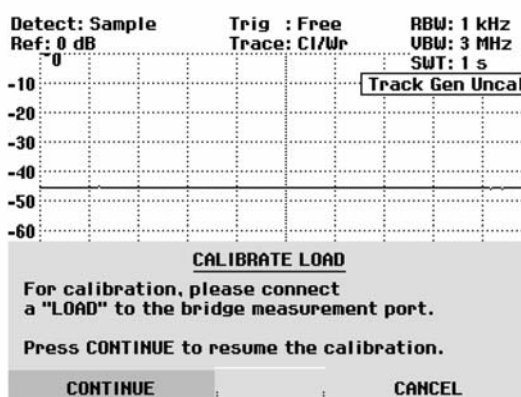 Detect: Sample Trig : Free RBW: 1 kHz
Ref: 0 dB Trace: Cl/Wr VBW: 3 MHz
SWT: 1 s
0
Track Gen Uncal
-10
-20
-30
-40
-50
-60
CALIBRATE LOAD
For calibration, please connect
a "LOAD" to the bridge measurement port.
Press CONTINUE to resume the calibration.
CONTINUE CANCEL